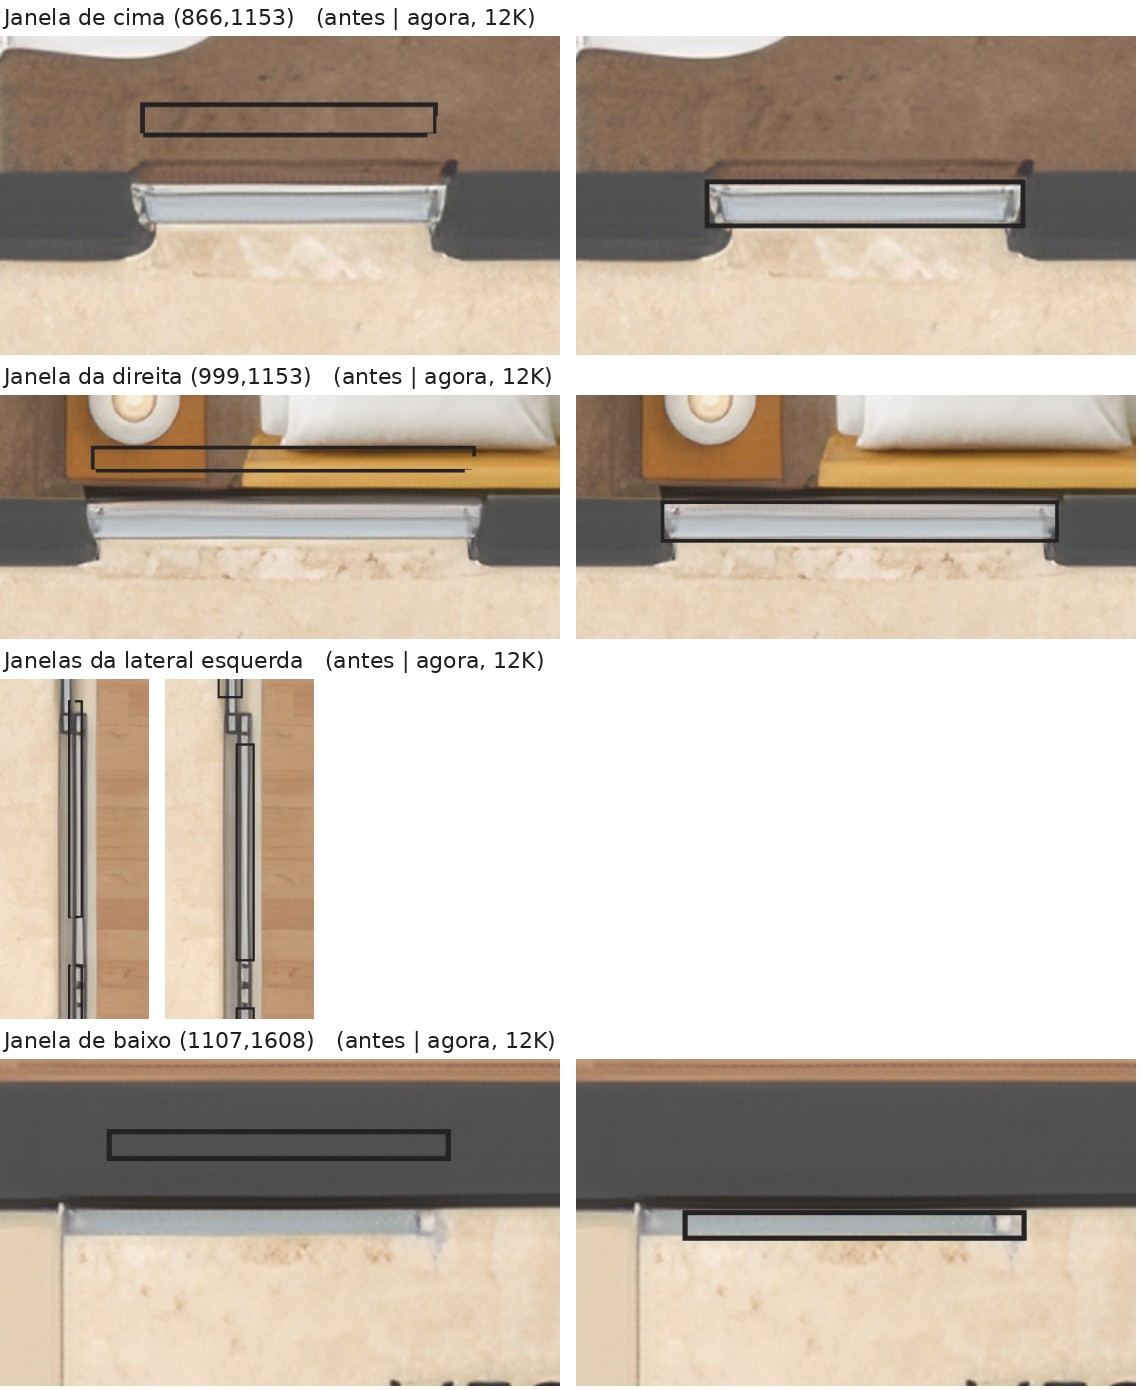 Janela de cima (866,1153)   (antes | agora, 12K)
Janela da direita (999,1153)   (antes | agora, 12K)
Janelas da lateral esquerda   (antes | agora, 12K)
Janela de baixo (1107,1608)   (antes | agora, 12K)